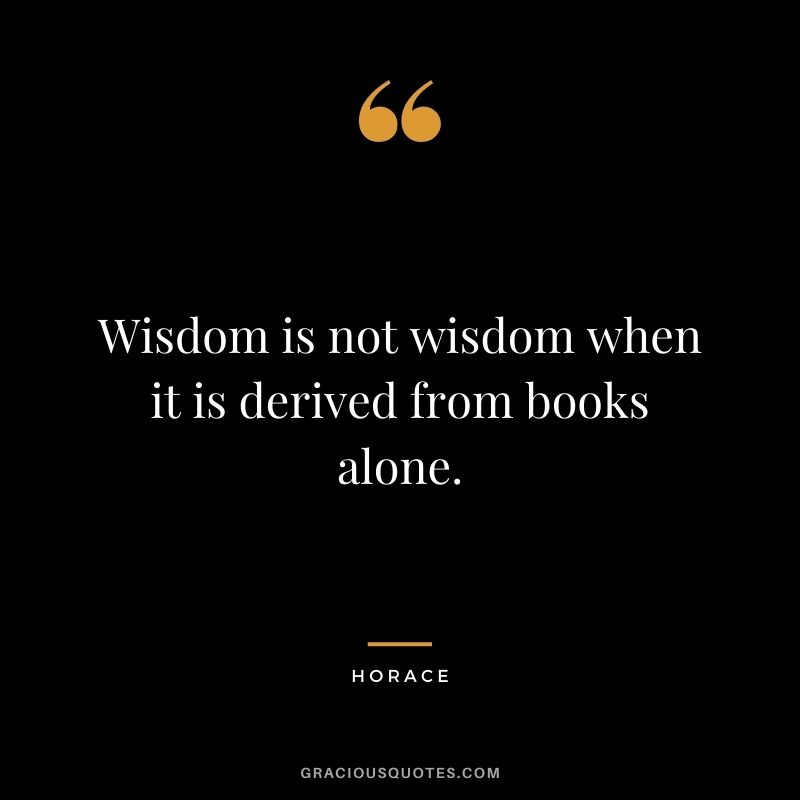 “
Wisdom is not wisdom when
it is derived from books
alone.
HORACE
GRACIOUSQUOTES.COM